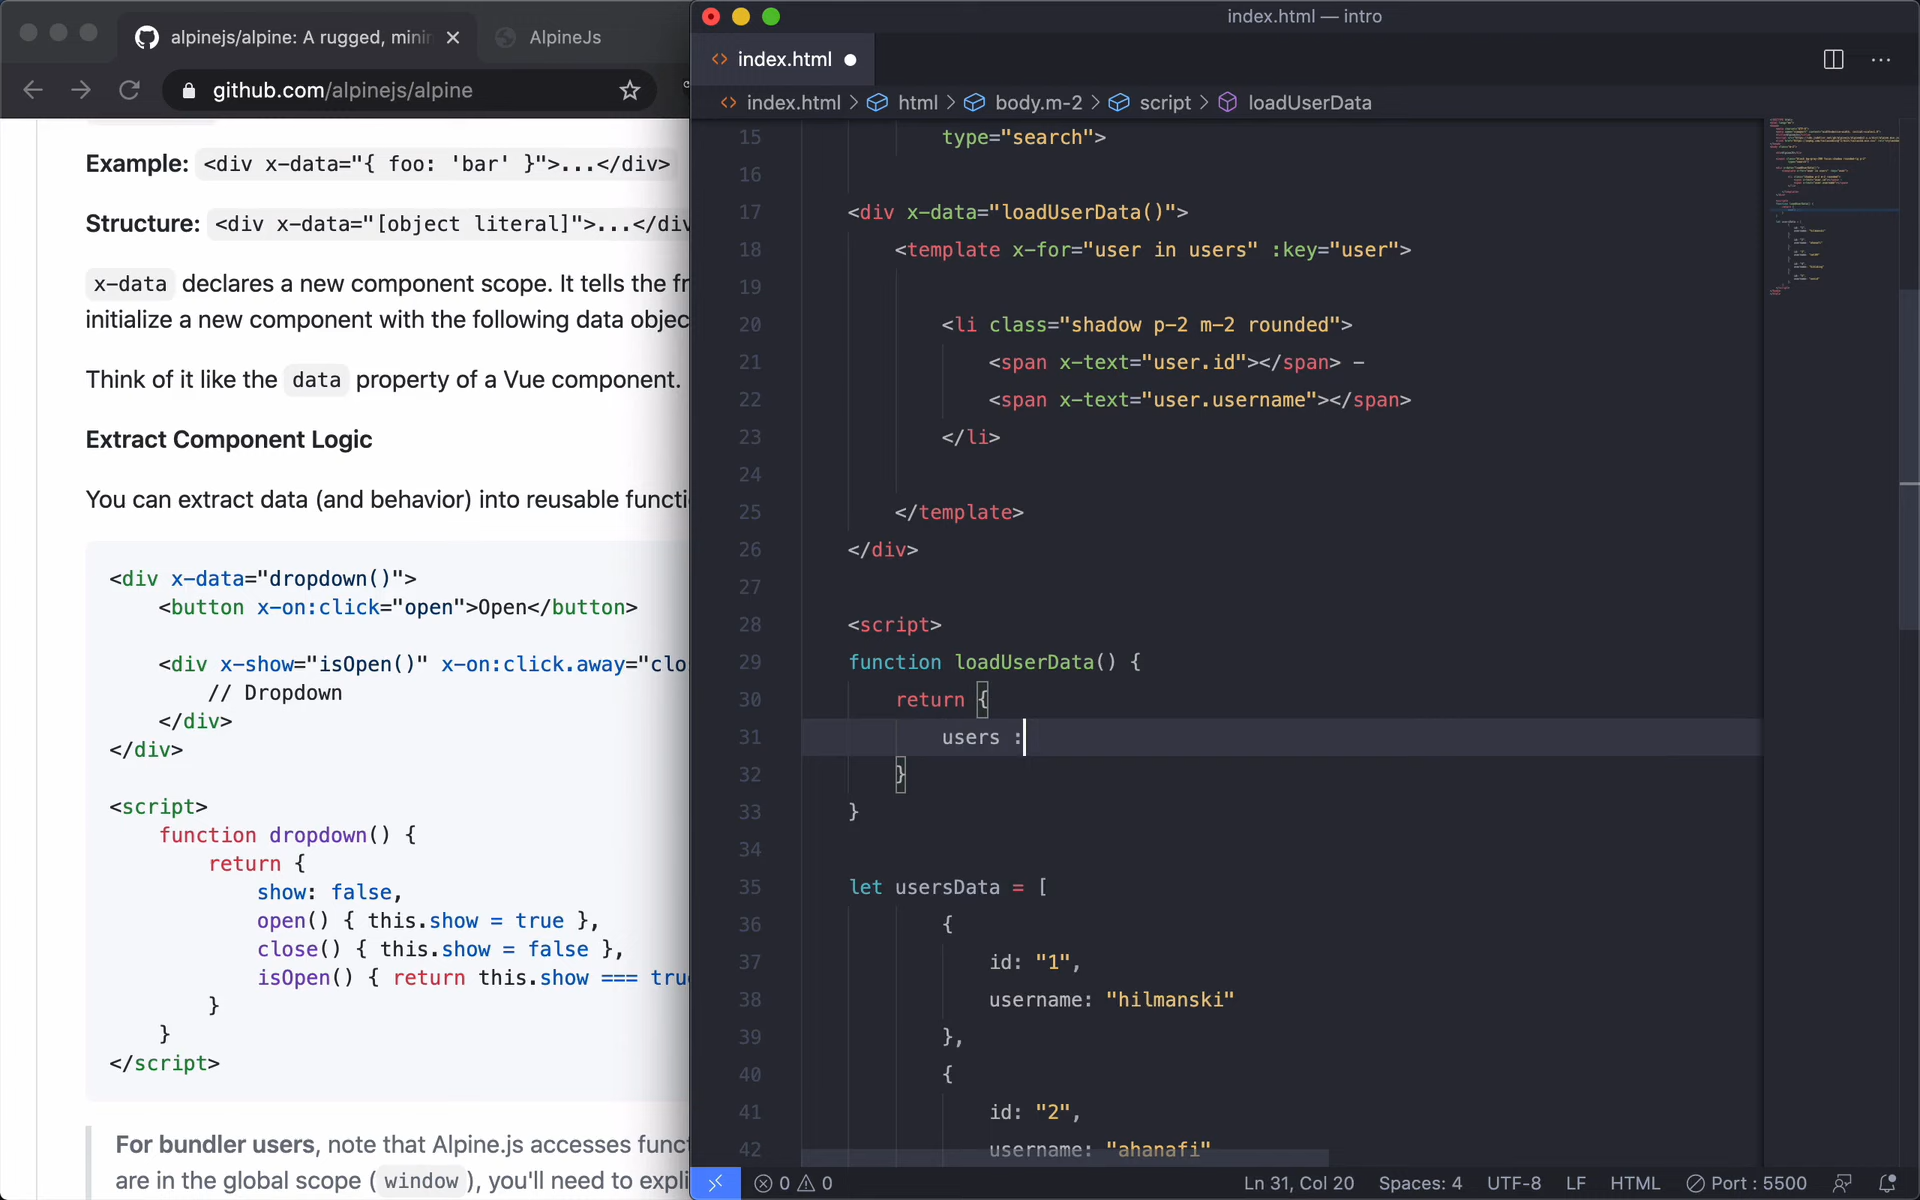 alpinejs/alpine: A rugged, minin
AlpineJs
github.com/alpinejs/alpine
Example: <div x-data="{ foo: 'bar' }">...</div>
Structure: <div x-data="[object literal]">...</div
x-data declares a new component scope. It tells the fr
initialize a new component with the following data objec
Think of it like the data property of a Vue component.
Extract Component Logic
You can extract data (and behavior) into reusable functi
<div x-data="dropdown()">
<button x-on:click="open">Open</button>
<div x-show="isOpen()" x-on:click.away="clo
// Dropdown
</div>
</div>
<script>
function dropdown() {
return {
show: false,
open() { this.show = true },
close() { this.show = false },
isOpen() { return this.show === true
}
}
</script>
For bundler users, note that Alpine.js accesses funct
are in the global scope (window), you'll need to expli
index.html — intro
index.html
index.html > html > body.m-2 > script > loadUserData
15 type="search">
16
17 <div x-data="loadUserData()">
18 <template x-for="user in users" :key="user">
19
20 <li class="shadow p-2 m-2 rounded">
21 <span x-text="user.id"></span> –
22 <span x-text="user.username"></span>
23 </li>
24
25 </template>
26 </div>
27
28 <script>
29 function loadUserData() {
30 return {
31 users :
32 }
33 }
34
35 let usersData = [
36 {
37 id: "1",
38 username: "hilmanski"
39 },
40 {
41 id: "2",
42 username: "ahanafi"
0 0 Ln 31, Col 20 Spaces: 4 UTF-8 LF HTML Port : 5500